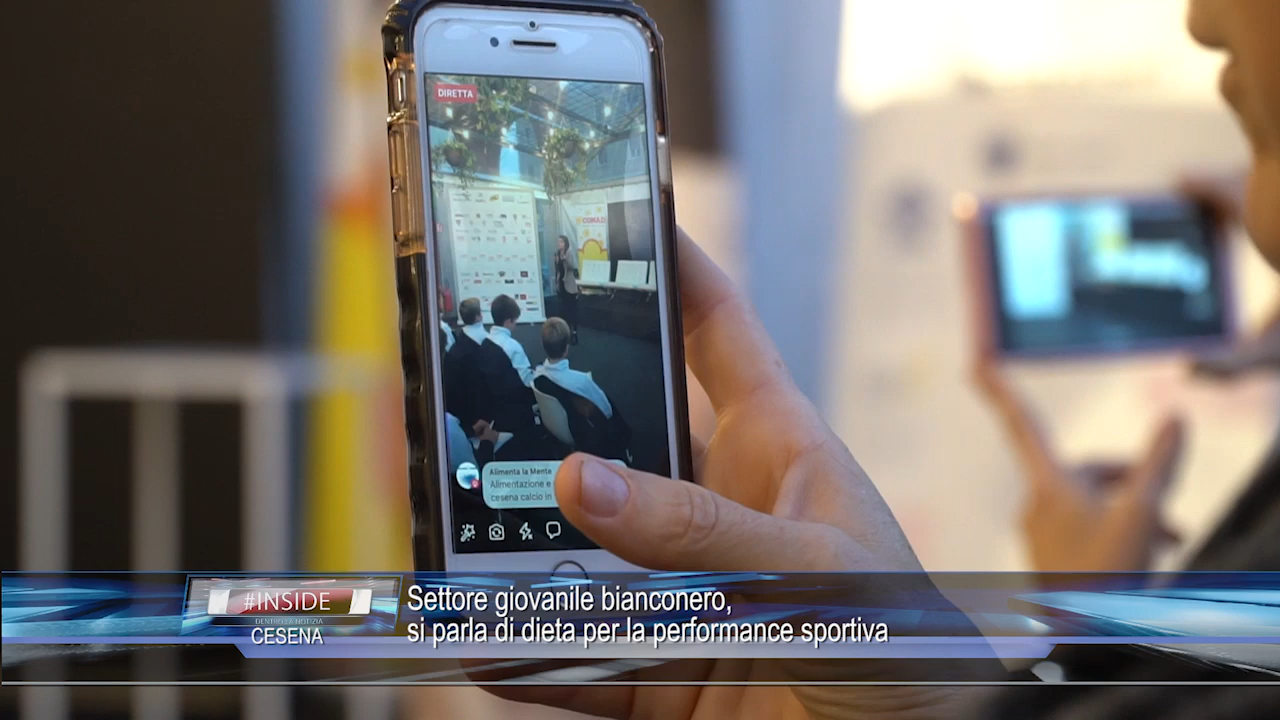 DIRETTA
CONAD
Alimenta la Mente
Alimentazione e
cesena calcio in
#INSIDE
DENTRO LA NOTIZIA
CESENA
Settore giovanile bianconero,
si parla di dieta per la performance sportiva